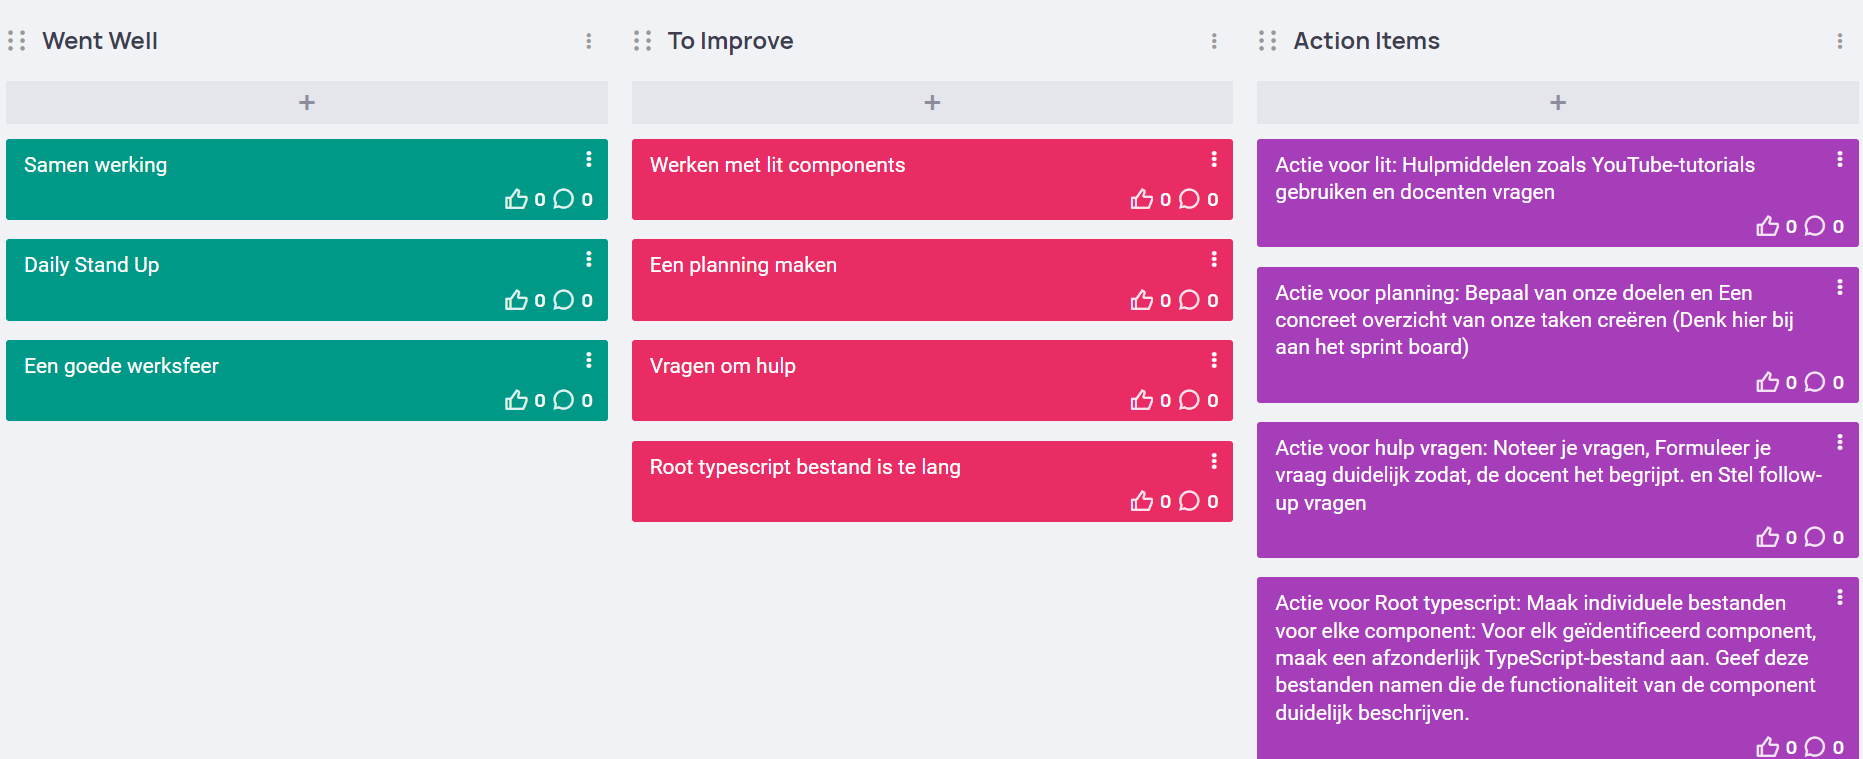 Went Well
+
Samen werking
0 0
Daily Stand Up
0 0
Een goede werksfeer
0 0
To Improve
+
Werken met lit components
0 0
Een planning maken
0 0
Vragen om hulp
0 0
Root typescript bestand is te lang
0 0
Action Items
+
Actie voor lit: Hulpmiddelen zoals YouTube-tutorials
gebruiken en docenten vragen
0 0
Actie voor planning: Bepaal van onze doelen en Een
concreet overzicht van onze taken creëren (Denk hier bij
aan het sprint board)
0 0
Actie voor hulp vragen: Noteer je vragen, Formuleer je
vraag duidelijk zodat, de docent het begrijpt. en Stel follow-
up vragen
0 0
Actie voor Root typescript: Maak individuele bestanden
voor elke component: Voor elk geïdentificeerd component,
maak een afzonderlijk TypeScript-bestand aan. Geef deze
bestanden namen die de functionaliteit van de component
duidelijk beschrijven.
0 0